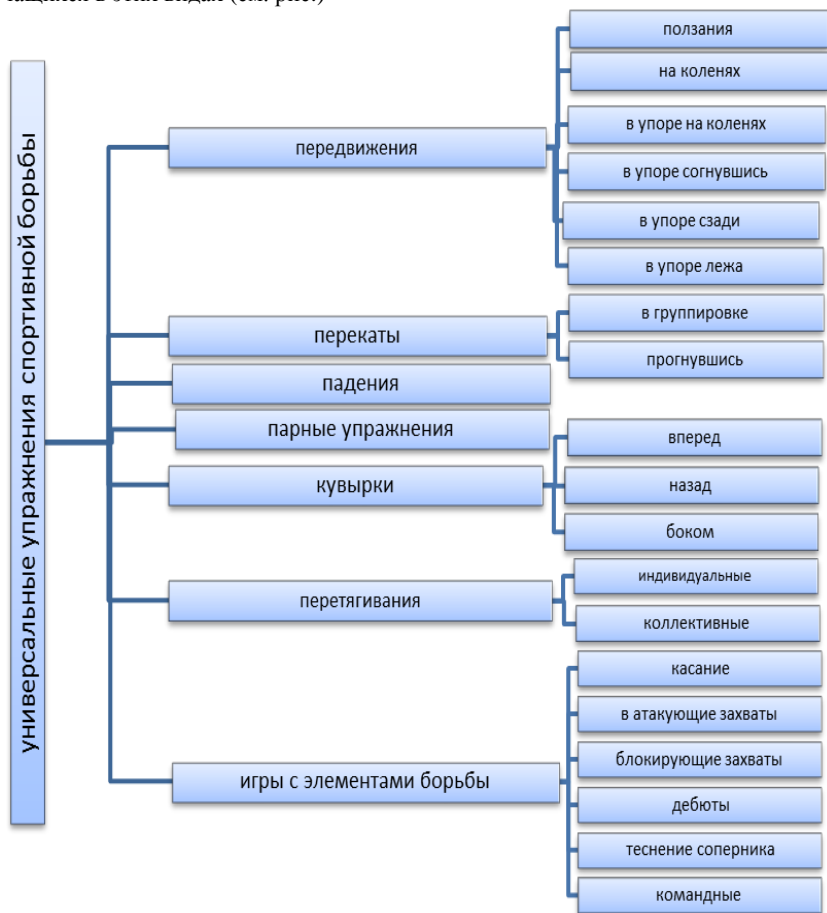 (см. рис.)
универсальные упражнения спортивной борьбы
передвижения
ползания
на коленях
в упоре на коленях
в упоре согнувшись
в упоре сзади
в упоре лежа
перекаты
в группировке
прогнувшись
падения
парные упражнения
кувырки
вперед
назад
боком
перетягивания
индивидуальные
коллективные
игры с элементами борьбы
касание
в атакующие захваты
блокирующие захваты
дебюты
теснение соперника
командные